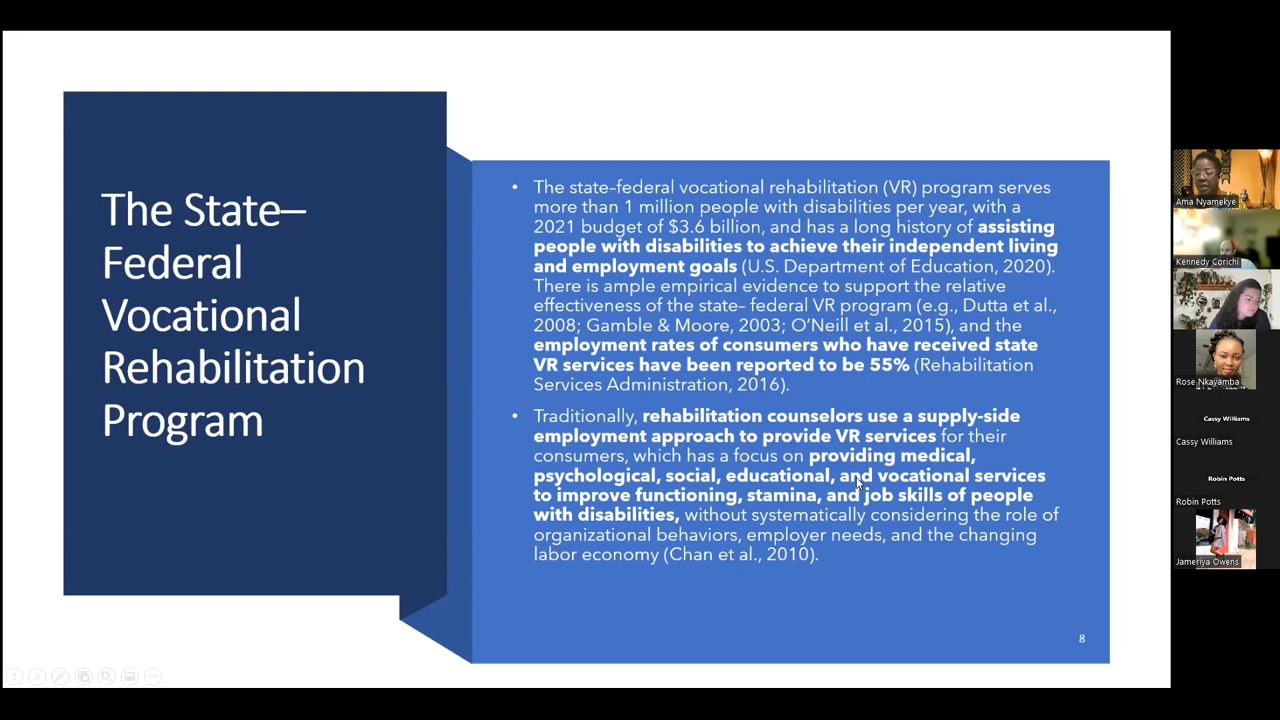 The State–
Federal
Vocational
Rehabilitation
Program
• The state–federal vocational rehabilitation (VR) program serves
more than 1 million people with disabilities per year, with a
2021 budget of $3.6 billion, and has a long history of assisting
people with disabilities to achieve their independent living
and employment goals (U.S. Department of Education, 2020).
There is ample empirical evidence to support the relative
effectiveness of the state– federal VR program (e.g., Dutta et al.,
2008; Gamble & Moore, 2003; O’Neill et al., 2015), and the
employment rates of consumers who have received state
VR services have been reported to be 55% (Rehabilitation
Services Administration, 2016).
• Traditionally, rehabilitation counselors use a supply-side
employment approach to provide VR services for their
consumers, which has a focus on providing medical,
psychological, social, educational, and vocational services
to improve functioning, stamina, and job skills of people
with disabilities, without systematically considering the role of
organizational behaviors, employer needs, and the changing
labor economy (Chan et al., 2010).
8
Ama Nyamekye
Kennedy Corichi
Rose Nkayamba
Cassy Williams
Cassy Williams
Robin Potts
Robin Potts
Jameriya Owens